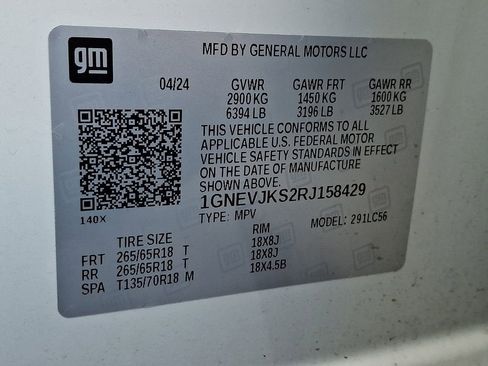 gm
MFD BY GENERAL MOTORS LLC
04/24 GVWR GAWR FRT GAWR RR
2900 KG 1450 KG 1600 KG
6394 LB 3196 LB 3527 LB
THIS VEHICLE CONFORMS TO ALL
APPLICABLE U.S. FEDERAL MOTOR
VEHICLE SAFETY STANDARDS IN EFFECT
ON THE DATE OF MANUFACTURE
SHOWN ABOVE.
140X
1GNEVJKS2RJ158429
TYPE: MPV MODEL: 291LC56
TIRE SIZE RIM
FRT 265/65R18 T 18X8J
RR 265/65R18 T 18X8J
SPA T135/70R18 M 18X4.5B